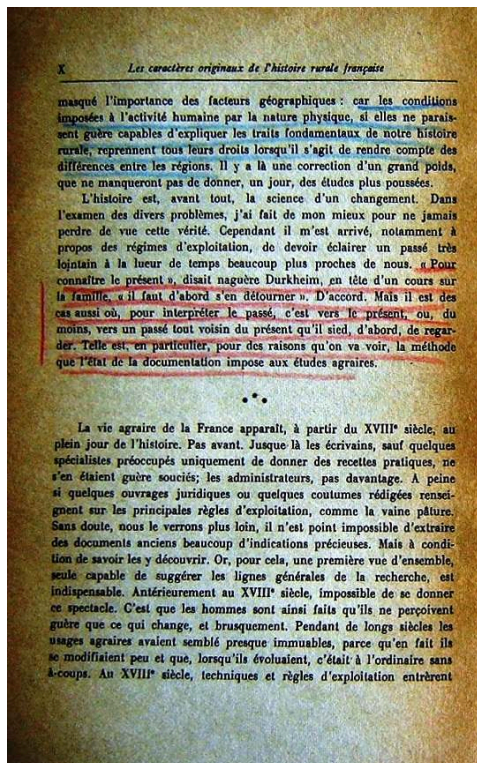 X Les caractères originaux de l'histoire rurale française
masqué l'importance des facteurs géographiques : car les conditions
imposées à l'activité humaine par la nature physique, si elles ne parais-
sent guère capables d'expliquer les traits fondamentaux de notre histoire
rurale, reprennent tous leurs droits lorsqu'il s'agit de rendre compte des
différences entre les régions. Il y a là une correction d'un grand poids,
que ne manqueront pas de donner, un jour, des études plus poussées.
L'histoire est, avant tout, la science d'un changement. Dans
l'examen des divers problèmes, j'ai fait de mon mieux pour ne jamais
perdre de vue cette vérité. Cependant il m'est arrivé, notamment à
propos des régimes d'exploitation, de devoir éclairer un passé très
lointain à la lueur de temps beaucoup plus proches de nous. « Pour
connaître le présent », disait naguère Durkheim, en tête d'un cours sur
la famille, « il faut d'abord s'en détourner ». D'accord. Mais il est des
cas aussi où, pour interpréter le passé, c'est vers le présent, ou, du
moins, vers un passé tout voisin du présent qu'il sied, d'abord, de regar-
der. Telle est, en particulier, pour des raisons qu'on va voir, la méthode
que l'état de la documentation impose aux études agraires.
La vie agraire de la France apparaît, à partir du XVIIIe siècle, au
plein jour de l'histoire. Pas avant. Jusque-là les écrivains, sauf quelques
spécialistes préoccupés uniquement de donner des recettes pratiques, ne
s'en étaient guère souciés; les administrateurs, pas davantage. A peine
si quelques ouvrages juridiques ou quelques coutumes rédigées rensei-
gnent sur les principales règles d'exploitation, comme la vaine pâture.
Sans doute, nous le verrons plus loin, il n'est point impossible d'extraire
des documents anciens beaucoup d'indications précieuses. Mais à condi-
tion de savoir les y découvrir. Or, pour cela, une première vue d'ensemble,
seule capable de suggérer les lignes générales de la recherche, est
indispensable. Antérieurement au XVIIIe siècle, impossible de se donner
ce spectacle. C'est que les hommes sont ainsi faits qu'ils ne perçoivent
guère que ce qui change, et brusquement. Pendant de longs siècles les
usages agraires avaient semblé presque immuables, parce qu'en fait ils
se modifiaient peu et que, lorsqu'ils évoluaient, c'était à l'ordinaire sans
à-coups. Au XVIIIe siècle, techniques et règles d'exploitation entrèrent